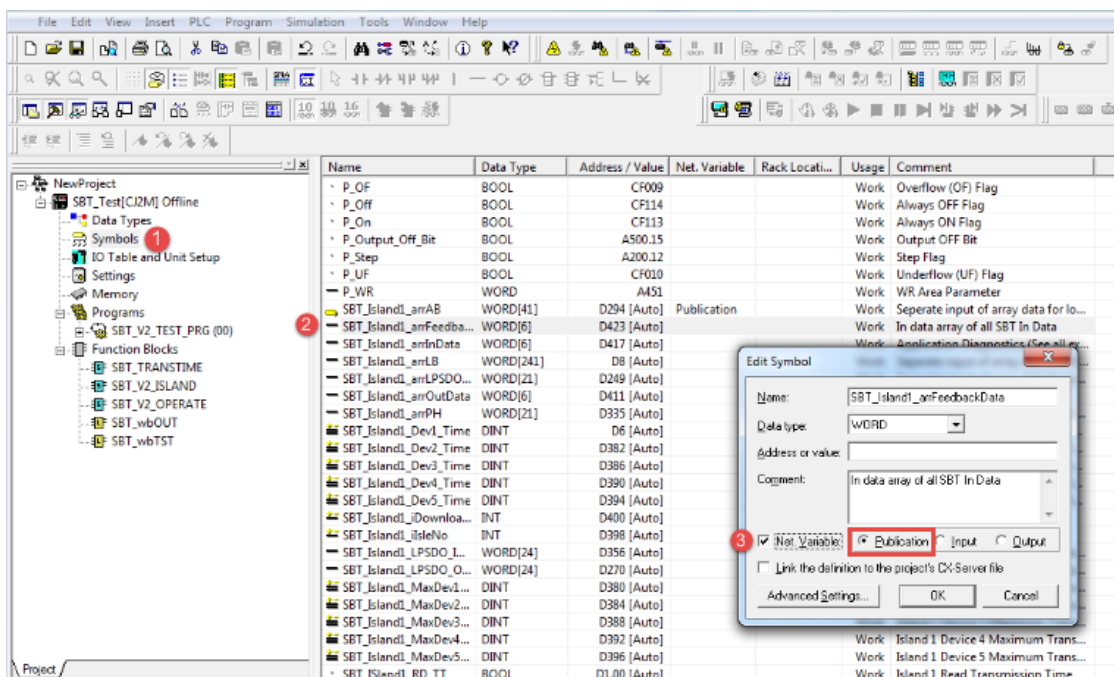 File Edit View Insert PLC Program Simulation Tools Window Help
10 10 16
NewProject
SBT_Test[CJ2M] Offline
Data Types
Symbols 1
IO Table and Unit Setup
Settings
Memory
Programs
SBT_V2_TEST_PRG (00)
Function Blocks
SBT_TRANSTIME
SBT_V2_ISLAND
SBT_V2_OPERATE
SBT_wbOUT
SBT_wbTST
Project
Name Data Type Address / Value Net. Variable Rack Locati... Usage Comment
P_OF BOOL CF009 Work Overflow (OF) Flag
P_Off BOOL CF114 Work Always OFF Flag
P_On BOOL CF113 Work Always ON Flag
P_Output_Off_Bit BOOL A500.15 Work Output OFF Bit
P_Step BOOL A200.12 Work Step Flag
P_UF BOOL CF010 Work Underflow (UF) Flag
P_WR WORD A451 Work WR Area Parameter
SBT_Island1_arrAB WORD[41] D294 [Auto] Publication Work Seperate input of array data for lo...
2 SBT_Island1_arrFeedba... WORD[6] D423 [Auto] Work In data array of all SBT In Data
SBT_Island1_arrInData WORD[6] D417 [Auto] Work Application Diagnostics (See all ex...
SBT_Island1_arrLB WORD[241] D8 [Auto]
SBT_Island1_arrLPSDO... WORD[21] D249 [Auto]
SBT_Island1_arrOutData WORD[6] D411 [Auto]
SBT_Island1_arrPH WORD[21] D335 [Auto]
SBT_Island1_Dev1_Time DINT D6 [Auto]
SBT_Island1_Dev2_Time DINT D382 [Auto]
SBT_Island1_Dev3_Time DINT D386 [Auto]
SBT_Island1_Dev4_Time DINT D390 [Auto]
SBT_Island1_Dev5_Time DINT D394 [Auto]
SBT_Island1_iDownloa... INT D400 [Auto]
SBT_Island1_iIsleNo INT D398 [Auto]
SBT_Island1_LPSDO_I... WORD[24] D356 [Auto]
SBT_Island1_LPSDO_O... WORD[24] D270 [Auto]
SBT_Island1_MaxDev1... DINT D380 [Auto]
SBT_Island1_MaxDev2... DINT D384 [Auto]
SBT_Island1_MaxDev3... DINT D388 [Auto]
SBT_Island1_MaxDev4... DINT D392 [Auto] Work Island 1 Device 4 Maximum Trans...
SBT_Island1_MaxDev5... DINT D396 [Auto] Work Island 1 Device 5 Maximum Trans...
SBT_ISland1_RD_TT BOOL D1.00 [Auto] Work Island 1 Read Transmission Time
Edit Symbol
Name: SBT_Island1_arrFeedbackData
Data type: WORD
Address or value:
Comment: In data array of all SBT In Data
3 Net. Variable: Publication Input Output
Link the definition to the project's CX-Server file
Advanced Settings... OK Cancel